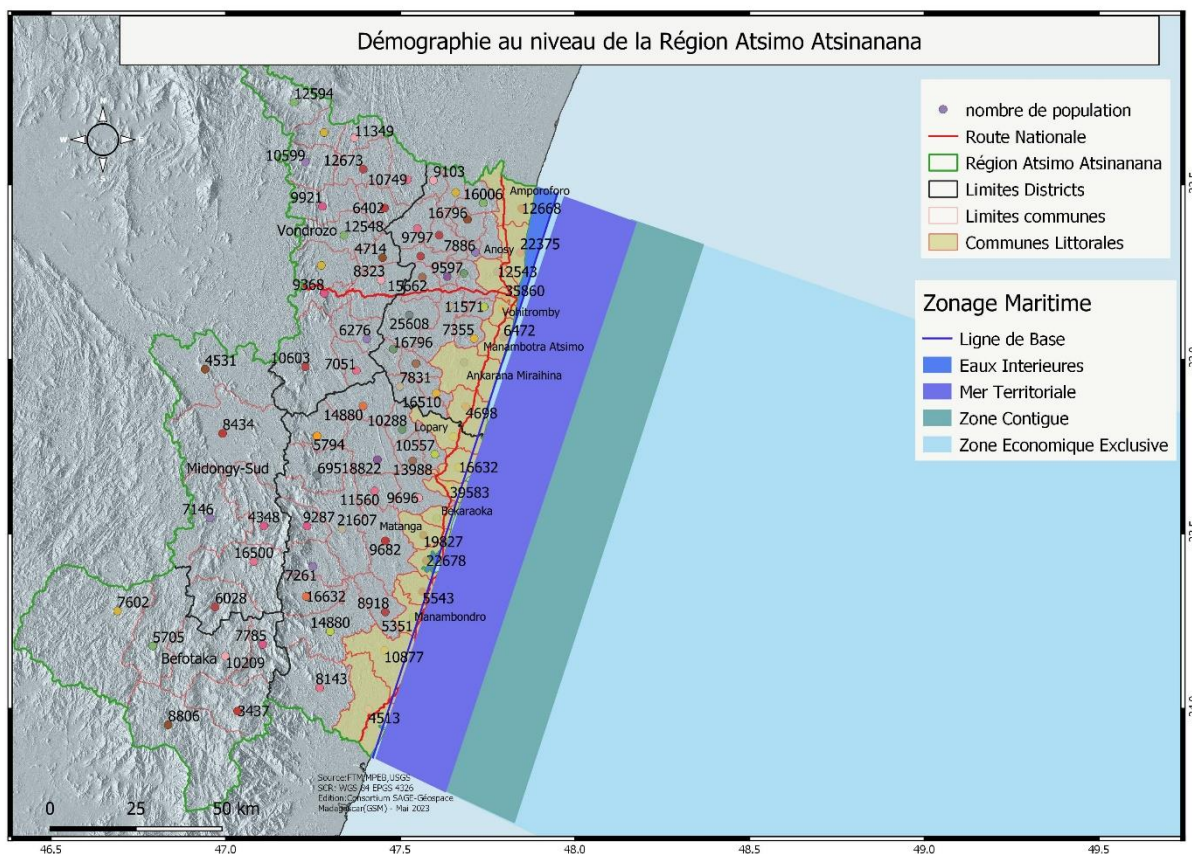 Démographie au niveau de la Région Atsimo Atsinanana
nombre de population
Route Nationale
Région Atsimo Atsinanana
Limites Districts
Limites communes
Communes Littorales
Zonage Maritime
Ligne de Base
Eaux Interieures
Mer Territoriale
Zone Contigue
Zone Economique Exclusive
12594
11349
10599
12673
10749
9103
16006
Amporoforo
12668
9921
6402
16796
Vondrozo
12548
9797
7886
Anosy
22375
4714
8323
15662
9597
12543
9368
35860
11571
Vohitromby
25608
6276
7355
6472
16796
Manambotra Atsimo
4531
10603
7051
7831
Ankarana Miraihina
16510
14880
4698
10288
Lopary
8434
5794
10557
Midongy-Sud
6951
8822
13988
16632
11560
9696
39583
Bekaraoka
7146
4348
9287
21607
Matanga
9682
19827
16500
22678
7261
7602
6028
16632
8918
5543
Manambondro
14880
5351
5705
7785
Befotaka
10209
10877
8143
8806
3437
4513
Source:FTM,MPEB,USGS
SCR: WGS 84 EPGS 4326
Edition:Consortium SAGE-Géospace
Madagascar(GSM) - Mai 2023
0 25 50 km
46.5 47.0 47.5 48.0 48.5 49.0 49.5